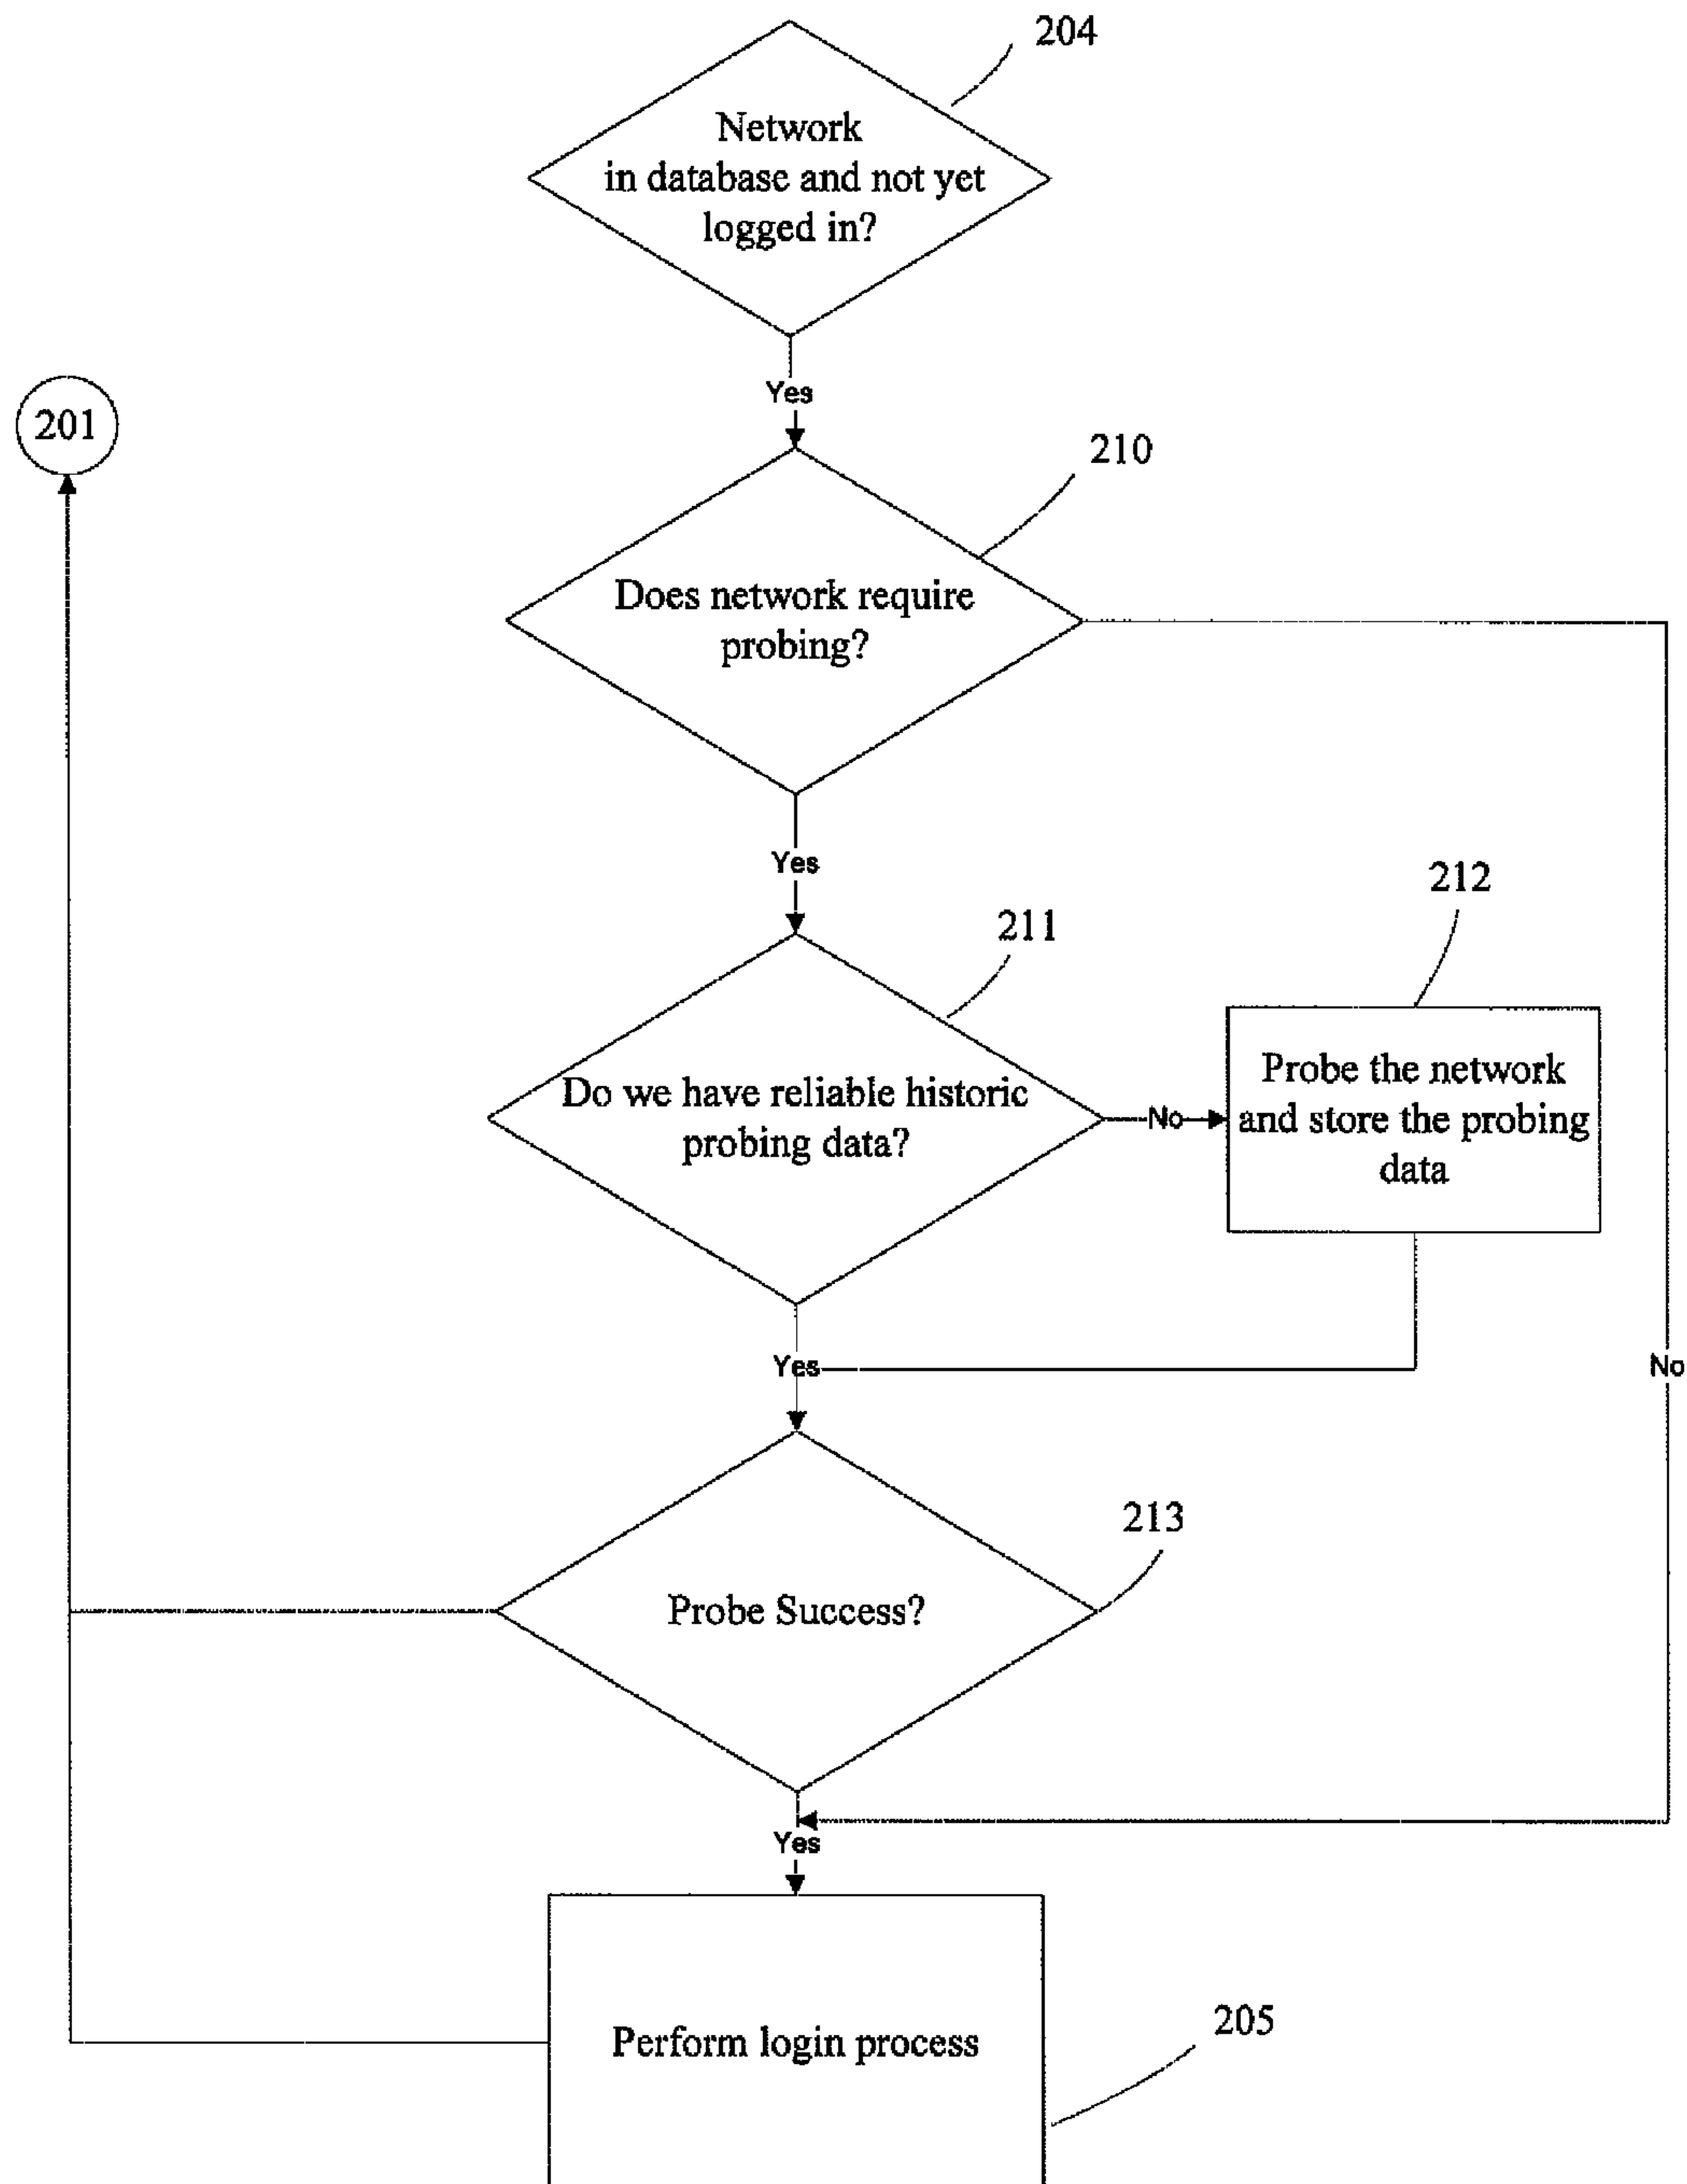 204
Network
in database and not yet
logged in?
Yes
201
210
Does network require
probing?
Yes
211
212
Do we have reliable historic
probing data?
No
Probe the network
and store the probing
data
Yes
No
213
Probe Success?
Yes
Perform login process
205